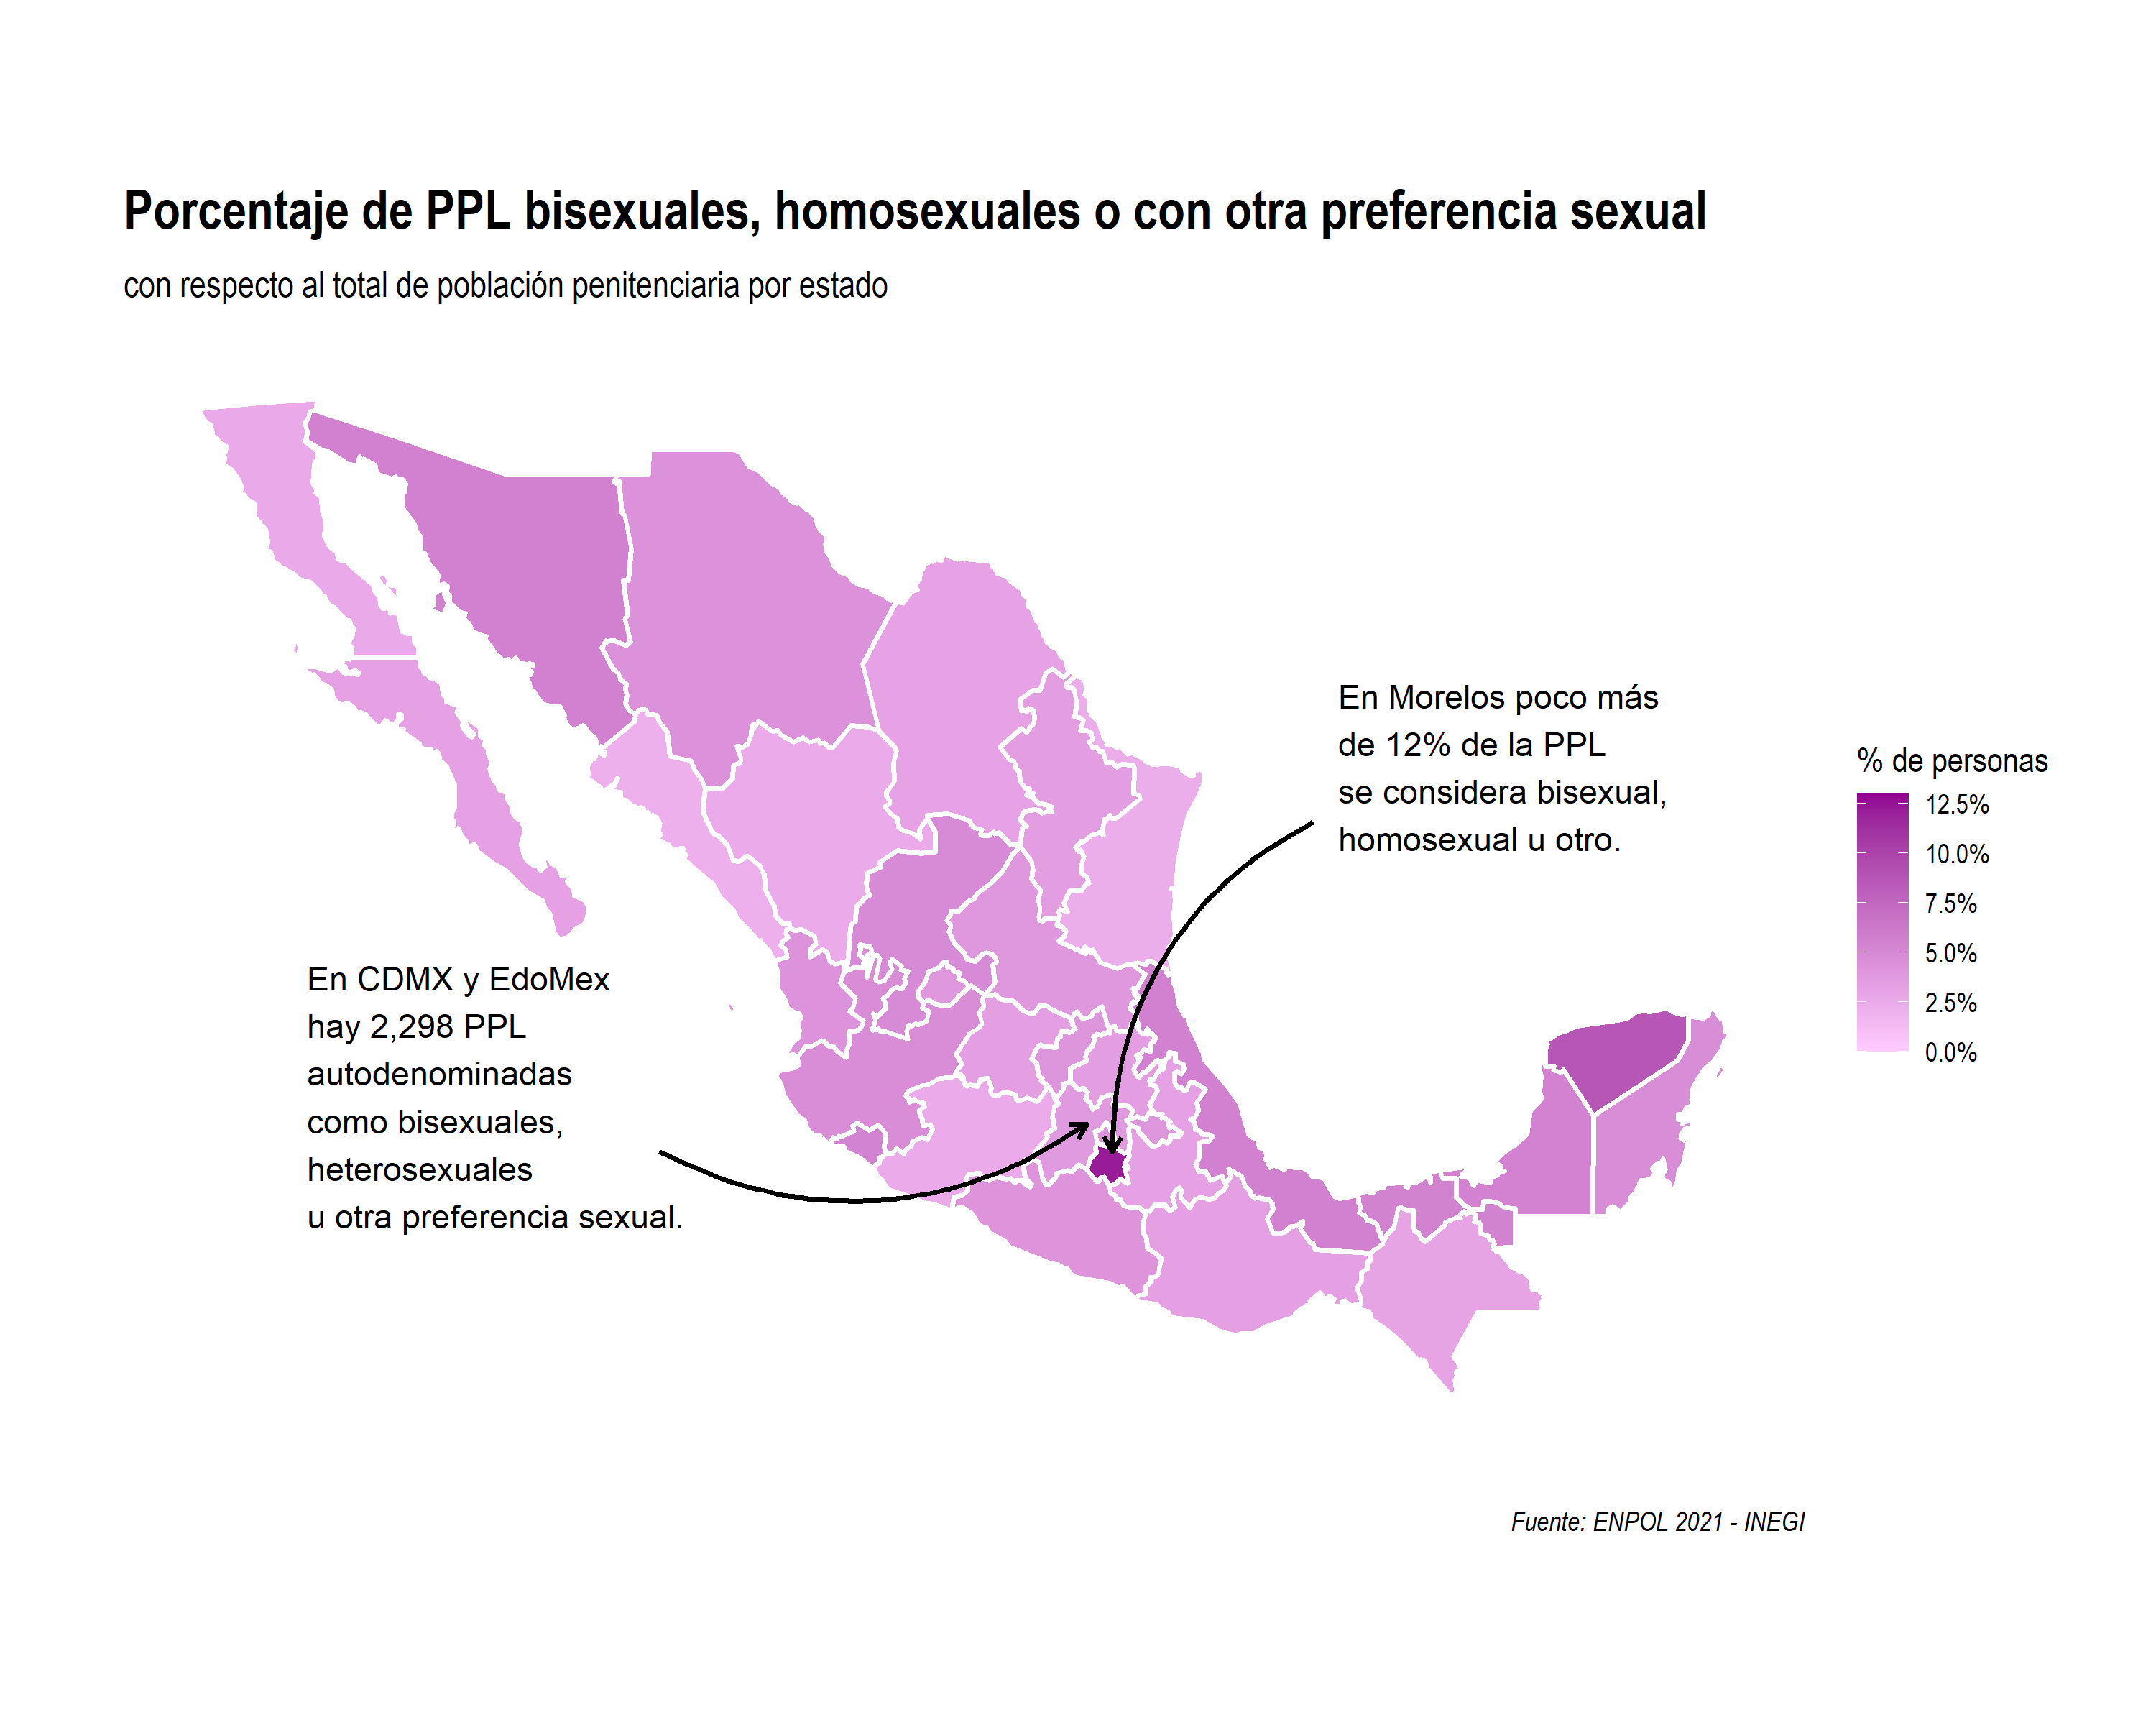 Porcentaje de PPL bisexuales, homosexuales o con otra preferencia sexual
con respecto al total de población penitenciaria por estado
En Morelos poco más
de 12% de la PPL
se considera bisexual,
homosexual u otro.
% de personas
12.5%
10.0%
7.5%
5.0%
2.5%
0.0%
En CDMX y EdoMex
hay 2,298 PPL
autodenominadas
como bisexuales,
heterosexuales
u otra preferencia sexual.
Fuente: ENPOL 2021 - INEGI